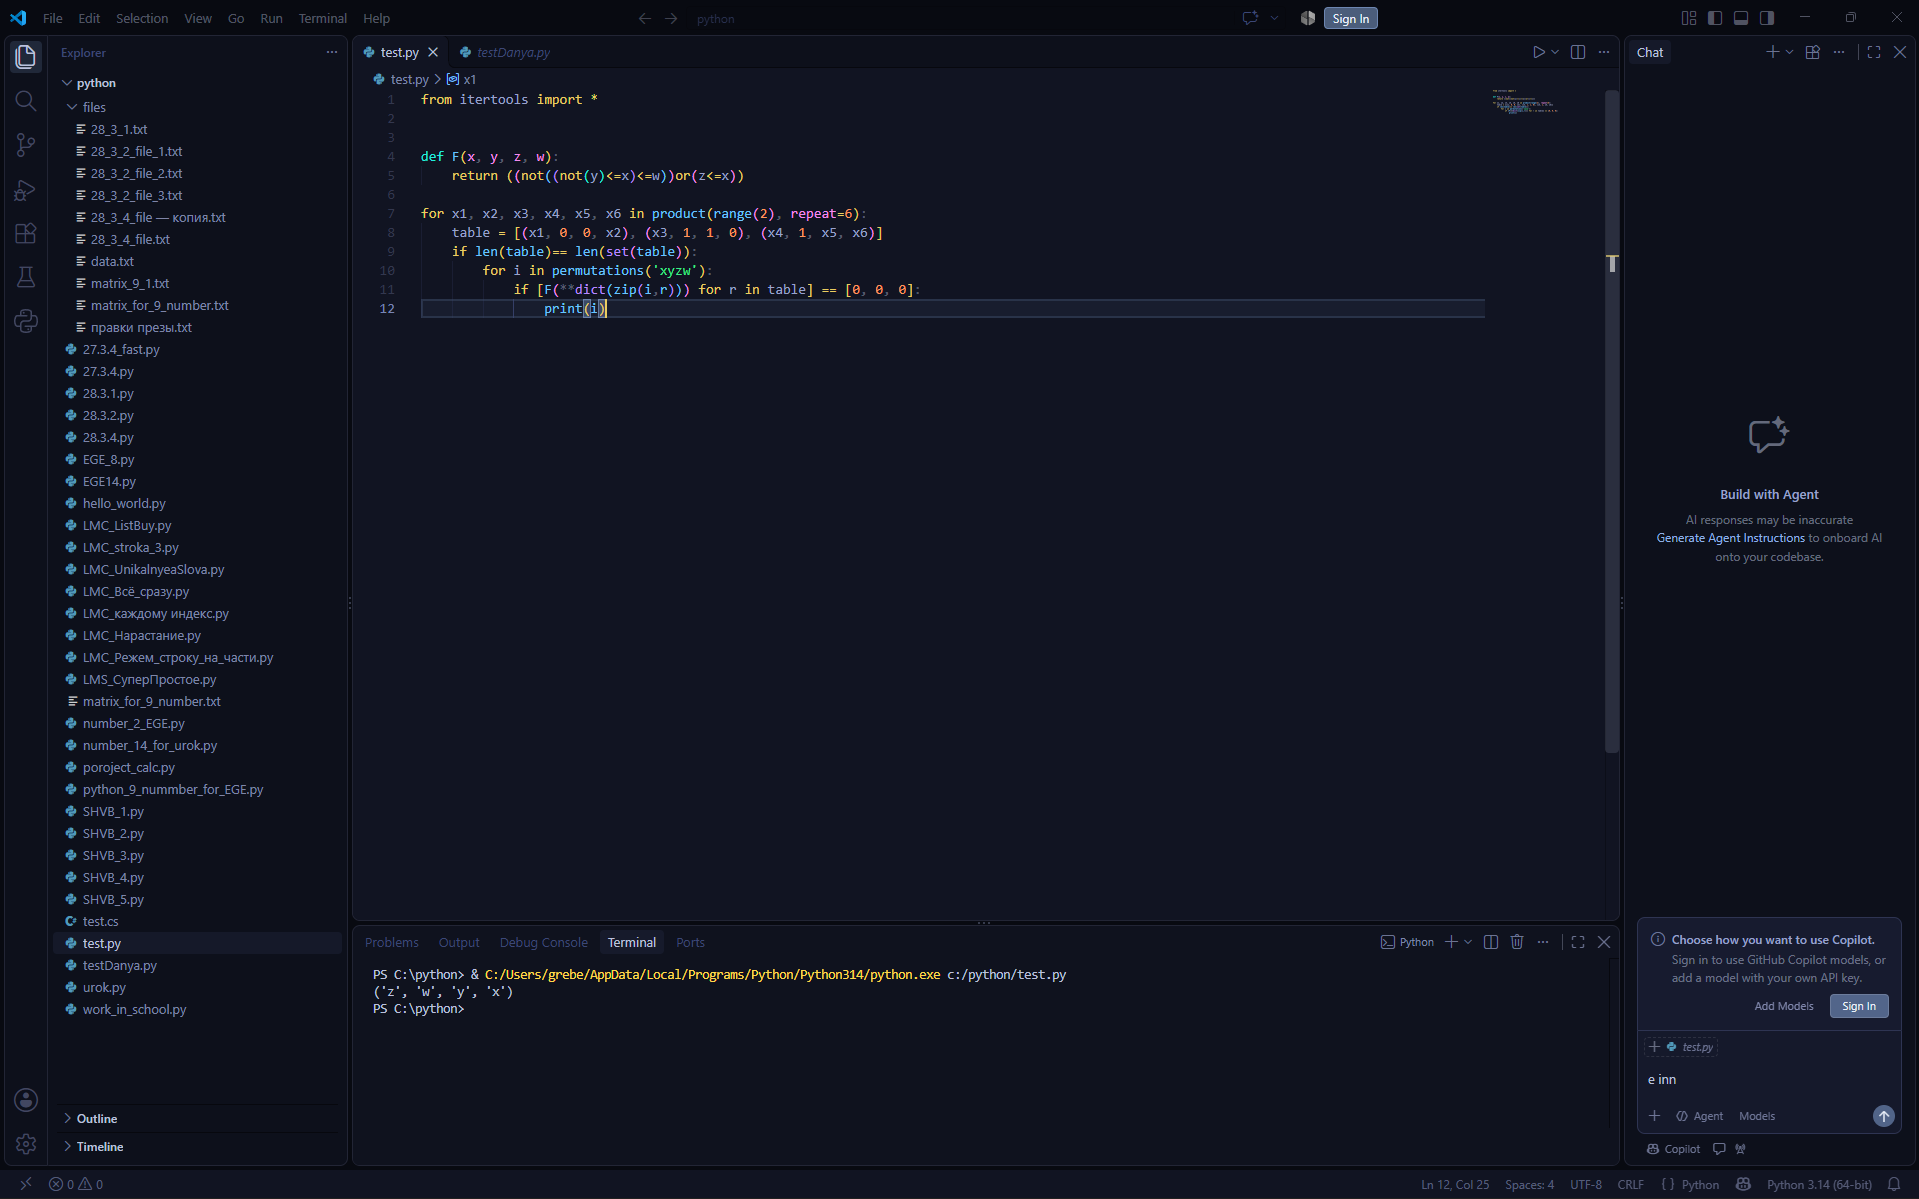 File Edit Selection View Go Run Terminal Help
python
Sign In
Explorer
python
files
28_3_1.txt
28_3_2_file_1.txt
28_3_2_file_2.txt
28_3_2_file_3.txt
28_3_4_file — копия.txt
28_3_4_file.txt
data.txt
matrix_9_1.txt
matrix_for_9_number.txt
правки презы.txt
27.3.4_fast.py
27.3.4.py
28.3.1.py
28.3.2.py
28.3.4.py
EGE_8.py
EGE14.py
hello_world.py
LMC_ListBuy.py
LMC_stroka_3.py
LMC_UnikalnyeaSlova.py
LMC_Всё_сразу.py
LMC_каждому индекс.py
LMC_Нарастание.py
LMC_Режем_строку_на_части.py
LMS_СуперПростое.py
matrix_for_9_number.txt
number_2_EGE.py
number_14_for_urok.py
poroject_calc.py
python_9_nummber_for_EGE.py
SHVB_1.py
SHVB_2.py
SHVB_3.py
SHVB_4.py
SHVB_5.py
test.cs
test.py
testDanya.py
urok.py
work_in_school.py
Outline
Timeline
test.py testDanya.py
test.py > x1
1 from itertools import *
2
3
4 def F(x, y, z, w):
5     return ((not((not(y)<=x)<=w))or(z<=x))
6
7 for x1, x2, x3, x4, x5, x6 in product(range(2), repeat=6):
8     table = [(x1, 0, 0, x2), (x3, 1, 1, 0), (x4, 1, x5, x6)]
9     if len(table)== len(set(table)):
10         for i in permutations('xyzw'):
11             if [F(**dict(zip(i,r))) for r in table] == [0, 0, 0]:
12                 print(i)
Problems Output Debug Console Terminal Ports
Python
PS C:\python> & C:/Users/grebe/AppData/Local/Programs/Python/Python314/python.exe c:/python/test.py
('z', 'w', 'y', 'x')
PS C:\python>
Chat
Build with Agent
AI responses may be inaccurate
Generate Agent Instructions to onboard AI
onto your codebase.
Choose how you want to use Copilot.
Sign in to use GitHub Copilot models, or
add a model with your own API key.
Add Models Sign In
test.py
e inn
Agent Models
Copilot
0 0
Ln 12, Col 25 Spaces: 4 UTF-8 CRLF { } Python Python 3.14 (64-bit)